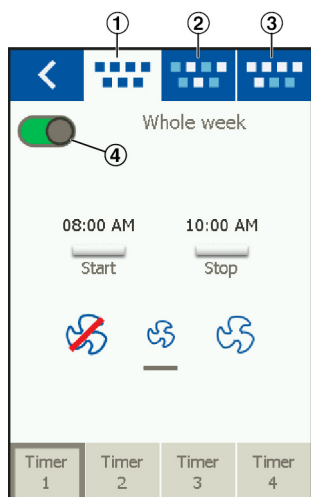 1 2 3
Whole week
4
08:00 AM 10:00 AM
Start Stop
Timer Timer Timer Timer
1 2 3 4